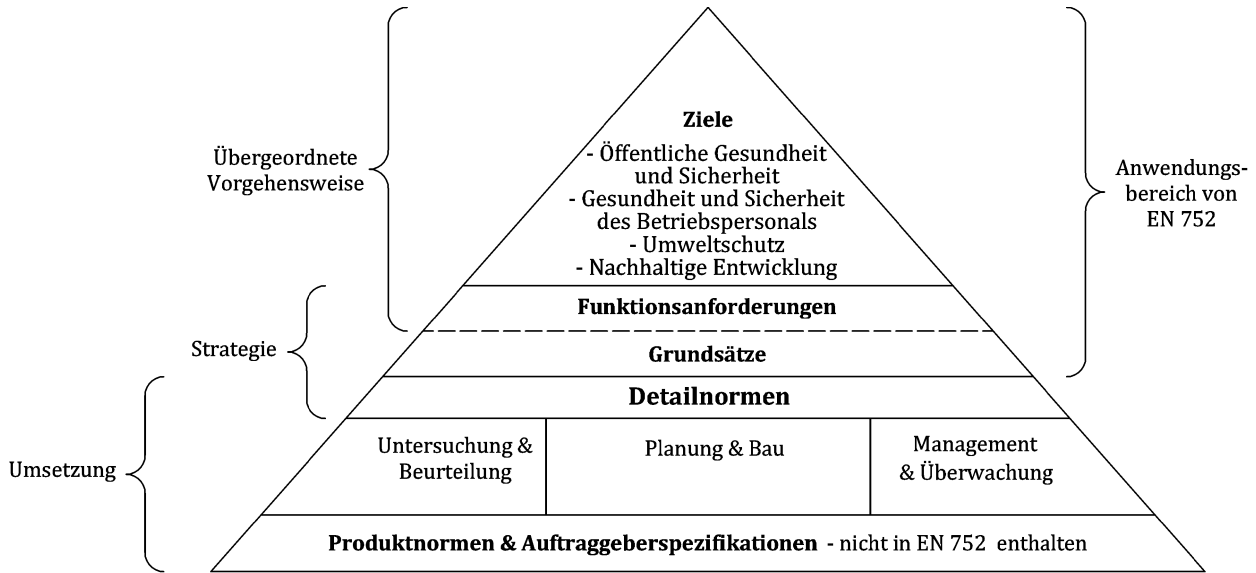 Ziele
- Öffentliche Gesundheit
und Sicherheit
- Gesundheit und Sicherheit
des Betriebspersonals
- Umweltschutz
- Nachhaltige Entwicklung
Übergeordnete
Vorgehensweise
Anwendungs-
bereich von
EN 752
Funktionsanforderungen
Strategie
Grundsätze
Detailnormen
Umsetzung
Untersuchung &
Beurteilung
Planung & Bau
Management
& Überwachung
Produktnormen & Auftraggeberspezifikationen - nicht in EN 752 enthalten